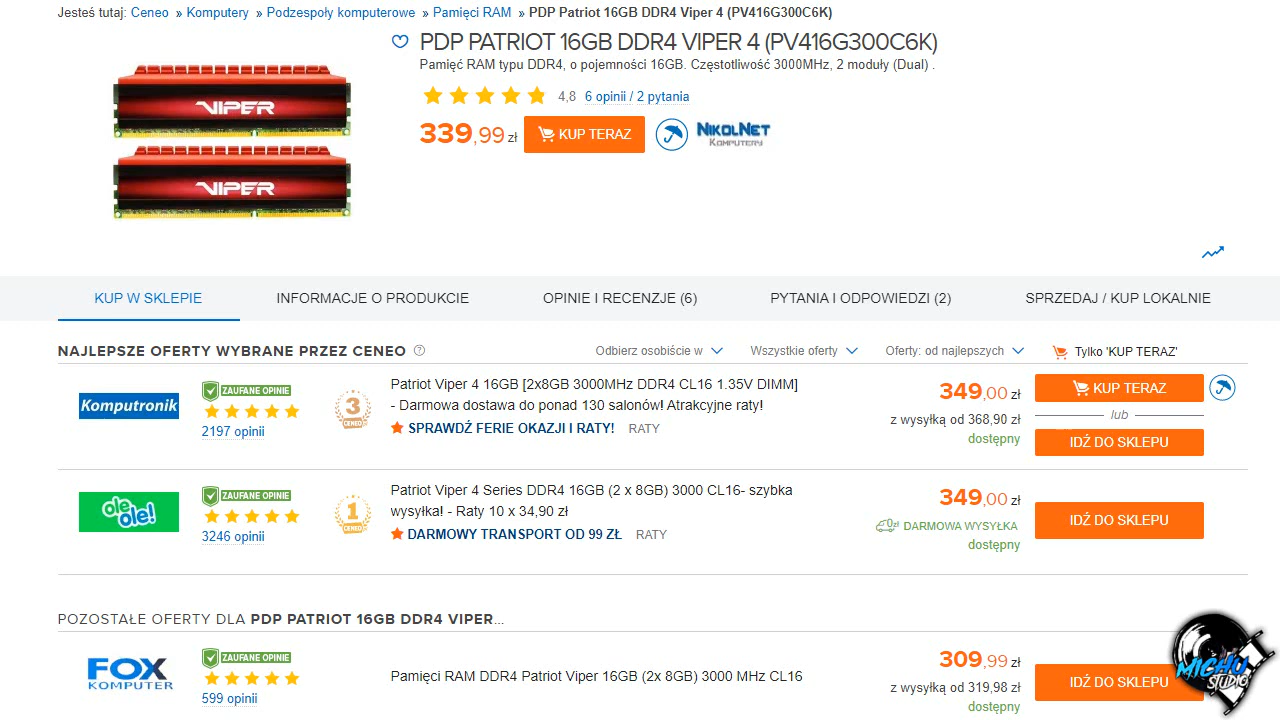 Jesteś tutaj: Ceneo » Komputery » Podzespoły komputerowe » Pamięci RAM » PDP Patriot 16GB DDR4 Viper 4 (PV416G300C6K)
PDP PATRIOT 16GB DDR4 VIPER 4 (PV416G300C6K)
Pamięć RAM typu DDR4, o pojemności 16GB. Częstotliwość 3000MHz, 2 moduły (Dual) .
VIPER
VIPER
4,8 6 opinii / 2 pytania
339,99 zł KUP TERAZ NIKOLNET KOMPUTERY
KUP W SKLEPIE INFORMACJE O PRODUKCIE OPINIE I RECENZJE (6) PYTANIA I ODPOWIEDZI (2) SPRZEDAJ / KUP LOKALNIE
NAJLEPSZE OFERTY WYBRANE PRZEZ CENEO ? Odbierz osobiście w Wszystkie oferty Oferty: od najlepszych Tylko 'KUP TERAZ'
Komputronik
ZAUFANE OPINIE
2197 opinii
3 CENEO
Patriot Viper 4 16GB [2x8GB 3000MHz DDR4 CL16 1.35V DIMM]
- Darmowa dostawa do ponad 130 salonów! Atrakcyjne raty!
SPRAWDŹ FERIE OKAZJI I RATY! RATY
349,00 zł
z wysyłką od 368,90 zł
dostępny
KUP TERAZ
lub
IDŹ DO SKLEPU
ole ole!
ZAUFANE OPINIE
3246 opinii
1 CENEO
Patriot Viper 4 Series DDR4 16GB (2 x 8GB) 3000 CL16- szybka
wysyłka! - Raty 10 x 34,90 zł
DARMOWY TRANSPORT OD 99 ZŁ RATY
349,00 zł
0zł DARMOWA WYSYŁKA
dostępny
IDŹ DO SKLEPU
POZOSTAŁE OFERTY DLA PDP PATRIOT 16GB DDR4 VIPER...
FOX
KOMPUTER
ZAUFANE OPINIE
599 opinii
Pamięci RAM DDR4 Patriot Viper 16GB (2x 8GB) 3000 MHz CL16
309,99 zł
z wysyłką od 319,98 zł
dostępny
IDŹ DO SKLEPU
MICHU
STUDIO